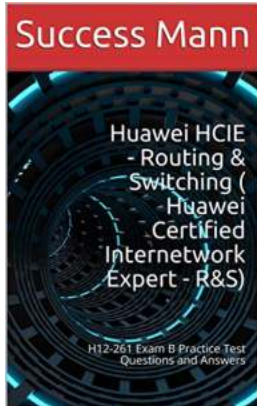 Success Mann
Huawei HCIE
- Routing &
Switching (
Huawei
Certified
Internetwork
Expert - R&S)
H12-261 Exam B Practice Test
Questions and Answers